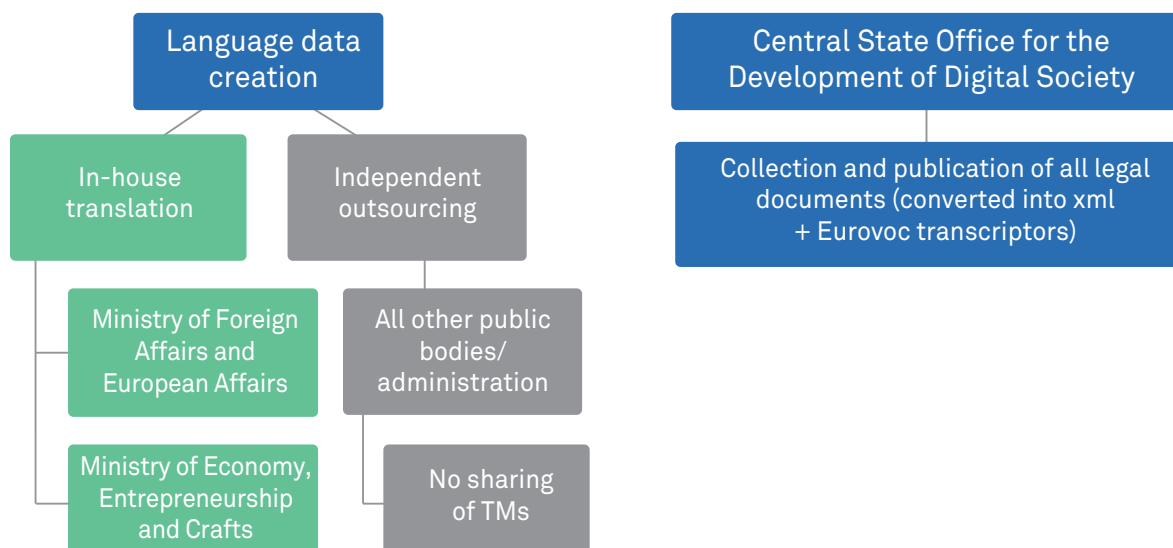 Language data
creation
Central State Office for the
Development of Digital Society
In-house
translation
Independent
outsourcing
Collection and publication of all legal
documents (converted into xml
+ Eurovoc transcriptors)
Ministry of Foreign
Affairs and
European Affairs
All other public
bodies/
administration
Ministry of Economy,
Entrepreneurship
and Crafts
No sharing
of TMs